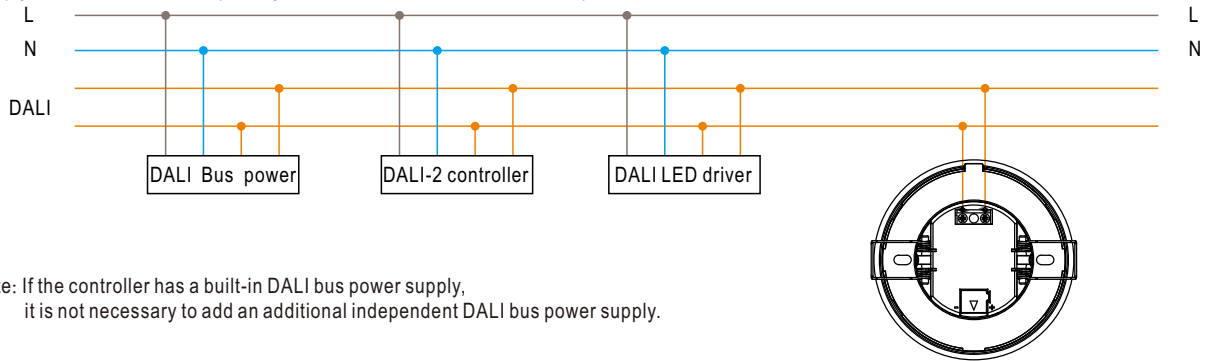 L L
N N
DALI
DALI Bus power DALI-2 controller DALI LED driver
- +
te: If the controller has a built-in DALI bus power supply,
it is not necessary to add an additional independent DALI bus power supply.